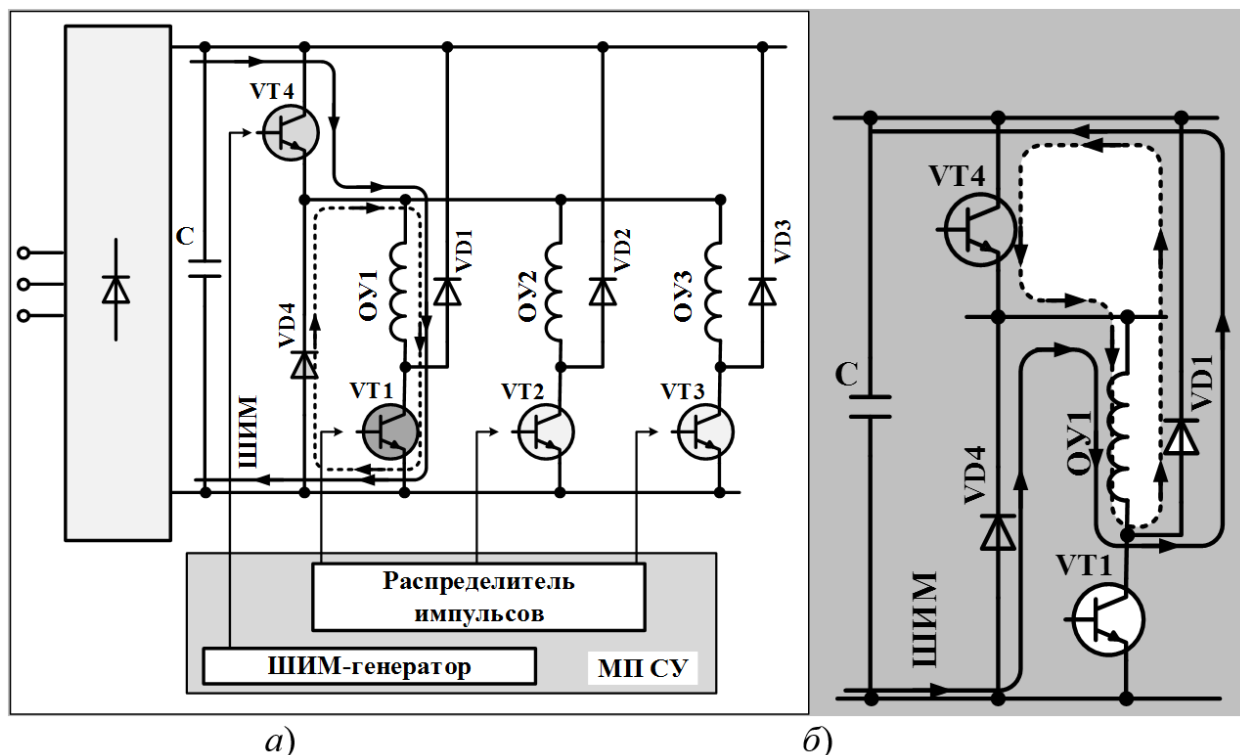 VT4
C
VD4
ОУ1
VD1
ОУ2
VD2
ОУ3
VD3
ШИМ
VT1
VT2
VT3
Распределитель
импульсов
ШИМ-генератор
МП СУ
а)
VT4
C
VD4
ОУ1
VD1
ШИМ
VT1
б)